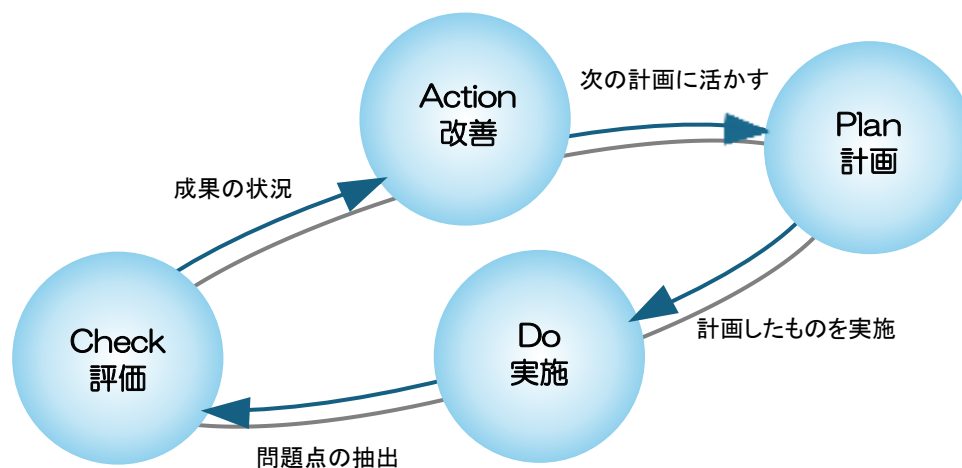 Action
改善
次の計画に活かす
Plan
計画
成果の状況
計画したものを実施
Do
実施
Check
評価
問題点の抽出